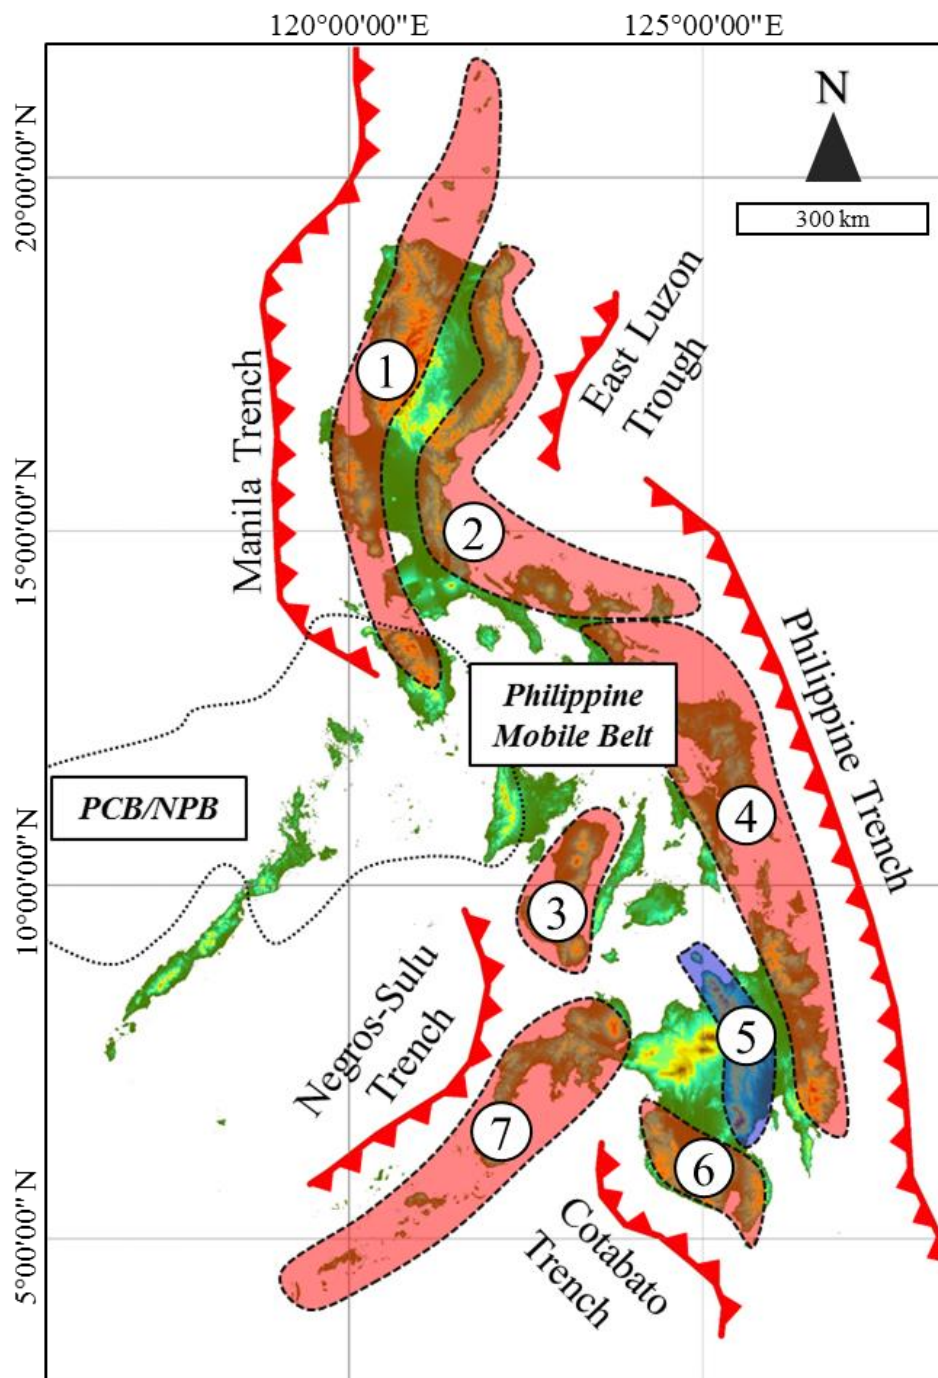 120°00'00"E
125°00'00"E
20°00'00"N
15°00'00"N
10°00'00"N
5°00'00"N
N
300 km
East Luzon
Trough
Manila Trench
1
2
Philippine Trench
Philippine
Mobile Belt
PCB/NPB
4
3
Negros-Sulu
Trench
5
7
6
Cotabato
Trench